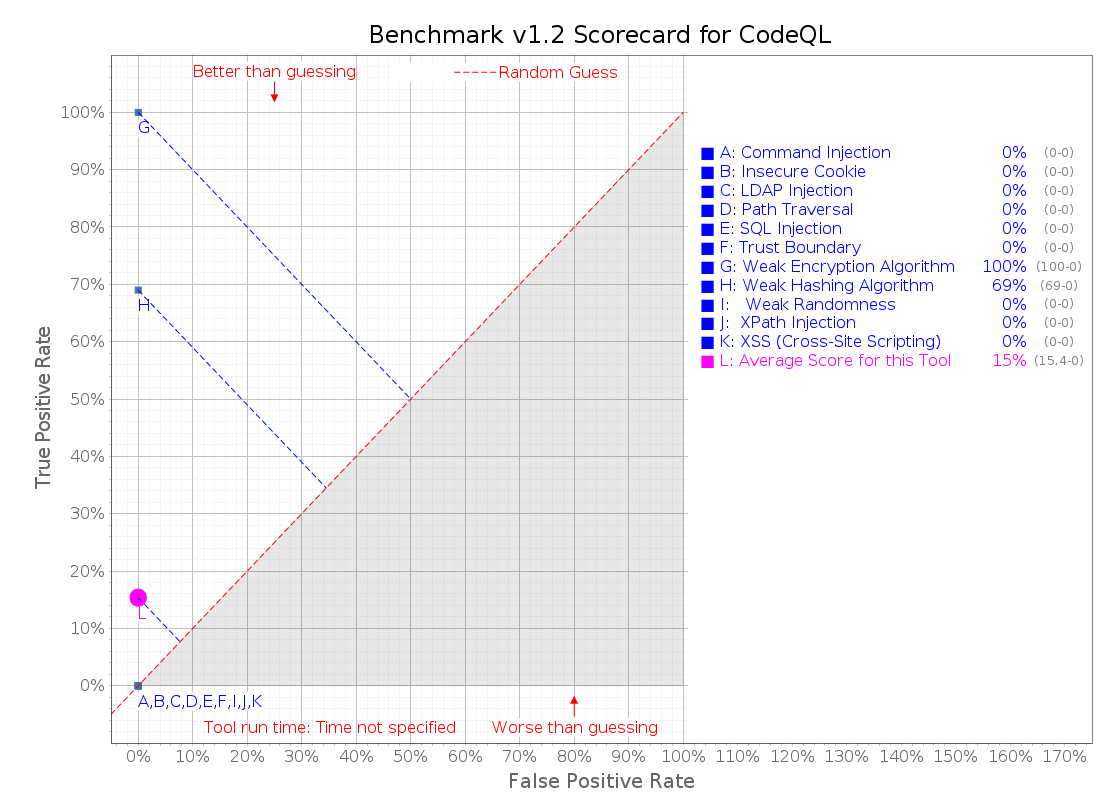 Benchmark v1.2 Scorecard for CodeQL
Better than guessing
Random Guess
100%
G
90%
80%
70%
H
60%
50%
40%
30%
20%
10%
L
0%
A,B,C,D,E,F,I,J,K
Tool run time: Time not specified
Worse than guessing
True Positive Rate
A: Command Injection 0% (0-0)
B: Insecure Cookie 0% (0-0)
C: LDAP Injection 0% (0-0)
D: Path Traversal 0% (0-0)
E: SQL Injection 0% (0-0)
F: Trust Boundary 0% (0-0)
G: Weak Encryption Algorithm 100% (100-0)
H: Weak Hashing Algorithm 69% (69-0)
I: Weak Randomness 0% (0-0)
J: XPath Injection 0% (0-0)
K: XSS (Cross-Site Scripting) 0% (0-0)
L: Average Score for this Tool 15% (15.4-0)
0% 10% 20% 30% 40% 50% 60% 70% 80% 90% 100% 110% 120% 130% 140% 150% 160% 170%
False Positive Rate